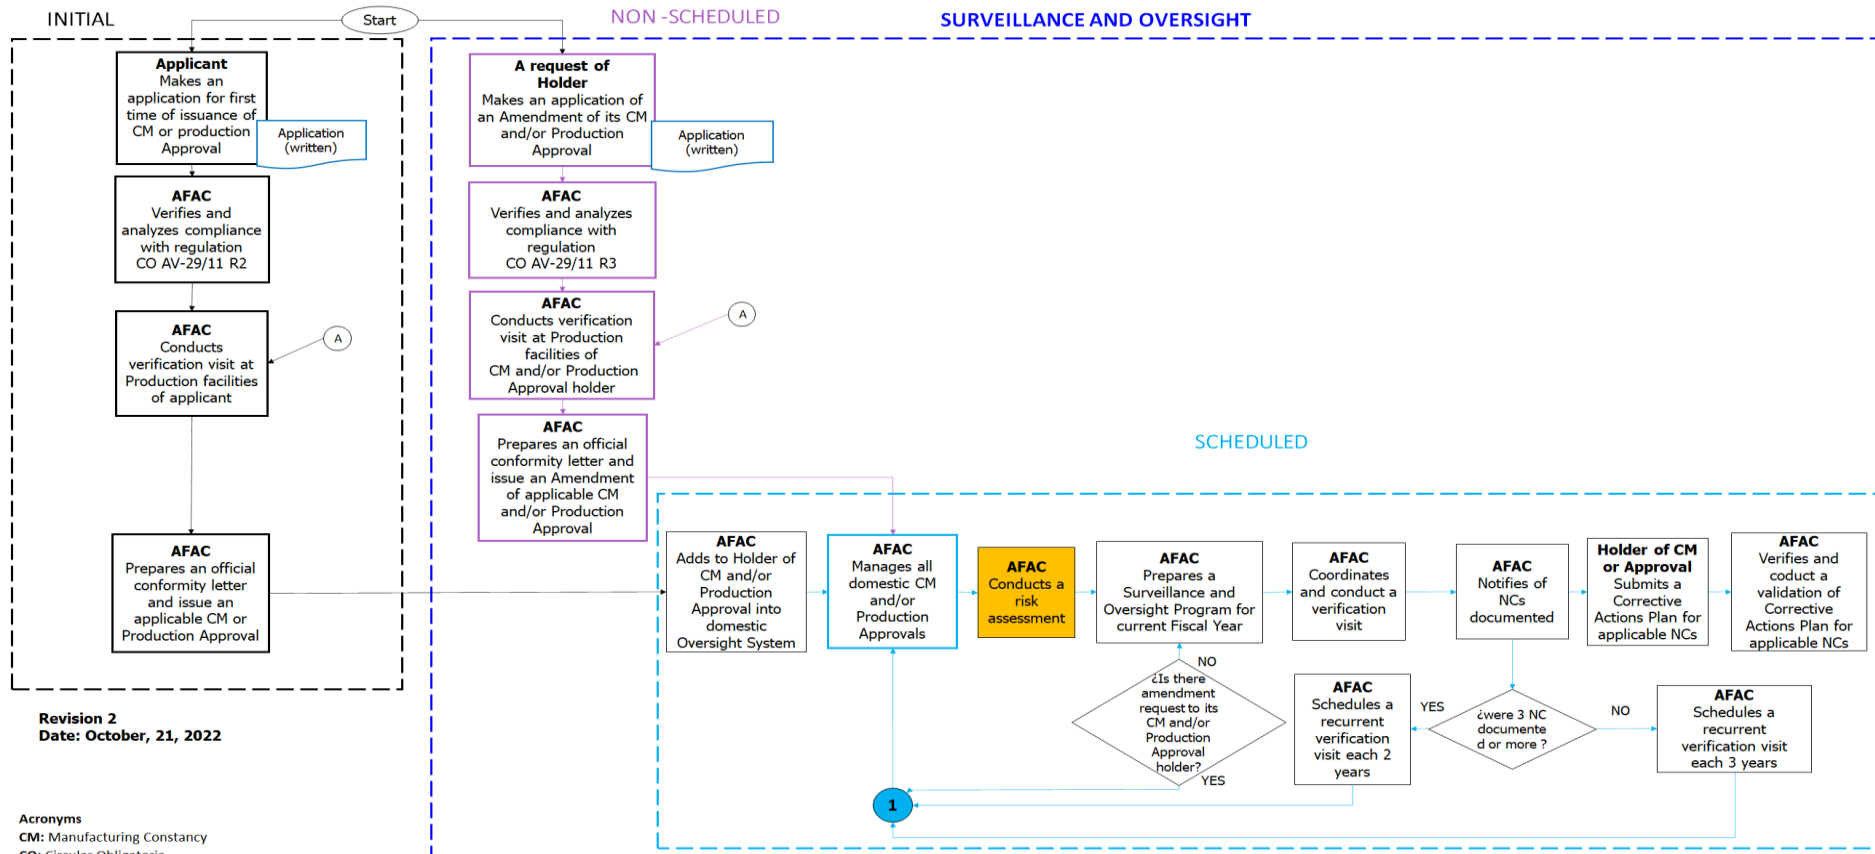 INITIAL
Start
NON -SCHEDULED
SURVEILLANCE AND OVERSIGHT
Applicant
Makes an
application for first
time of issuance of
CM or production
Approval
Application
(written)
AFAC
Verifies and
analyzes compliance
with regulation
CO AV-29/11 R2
AFAC
Conducts
verification visit at
Production facilities
of applicant
A
AFAC
Prepares an official
conformity letter
and issue an
applicable CM or
Production Approval
A request of
Holder
Makes an application of
an Amendment of its CM
and/or Production
Approval
Application
(written)
AFAC
Verifies and analyzes
compliance with
regulation
CO AV-29/11 R3
AFAC
Conducts verification
visit at Production
facilities of
CM and/or Production
Approval holder
A
AFAC
Prepares an official
conformity letter and
issue an Amendment
of applicable CM
and/or Production
Approval
SCHEDULED
AFAC
Adds to Holder of
CM and/or
Production
Approval into
domestic
Oversight System
AFAC
Manages all
domestic CM
and/or
Production
Approvals
AFAC
Conducts a
risk
assessment
AFAC
Prepares a
Surveillance and
Oversight Program for
current Fiscal Year
AFAC
Coordinates
and conduct a
verification
visit
AFAC
Notifies of
NCs
documented
Holder of CM
or Approval
Submits a
Corrective
Actions Plan for
applicable NCs
AFAC
Verifies and
coduct a
validation of
Corrective
Actions Plan for
applicable NCs
NO
¿Is there
amendment
request to its
CM and/or
Production
Approval
holder?
YES
AFAC
Schedules a
recurrent
verification
visit each 2
years
YES
¿were 3 NC
documente
d or more ?
NO
AFAC
Schedules a
recurrent
verification visit
each 3 years
1
Revision 2
Date: October, 21, 2022
Acronyms
CM: Manufacturing Constancy
CO: Circular Obligatoria